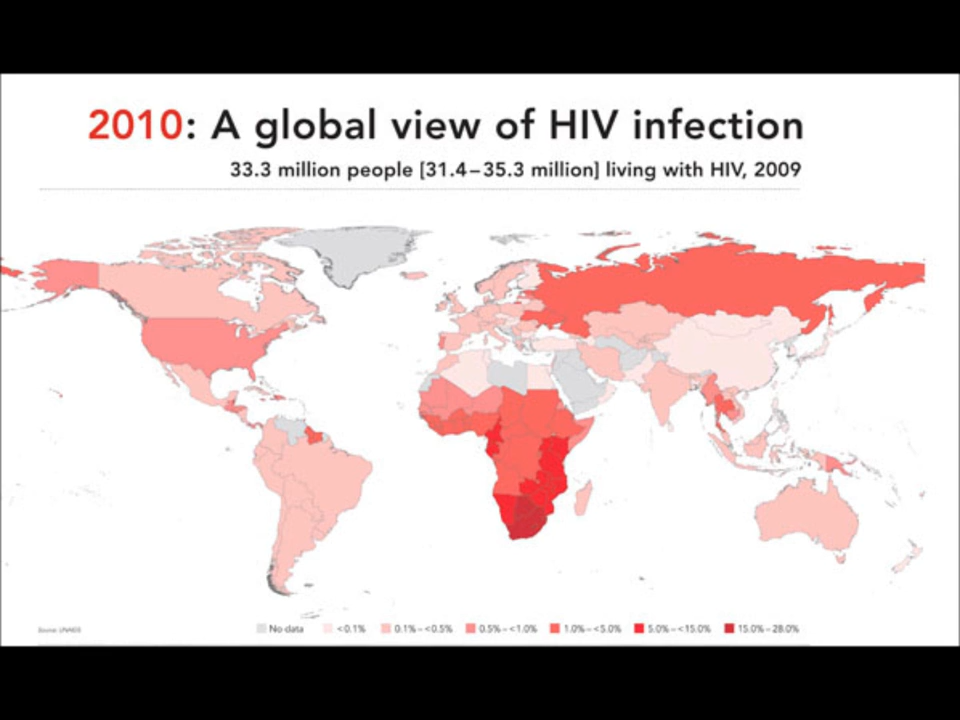 2010: A global view of HIV infection
33.3 million people [31.4–35.3 million] living with HIV, 2009
Source: UNAIDS
No data <0.1% 0.1%–<0.5% 0.5%–<1.0% 1.0%–<5.0% 5.0%–<15.0% 15.0%–28.0%